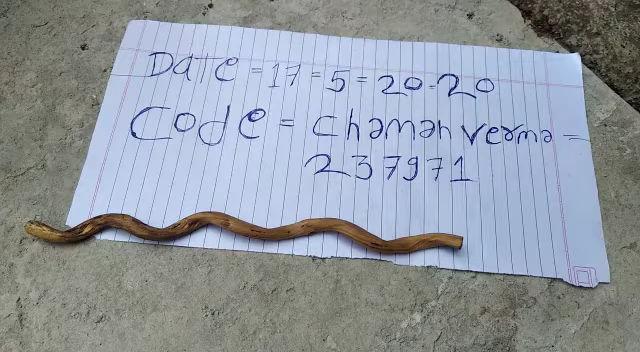 Date = 17 = 5 = 20 - 20
Code = chaman verma =
237971